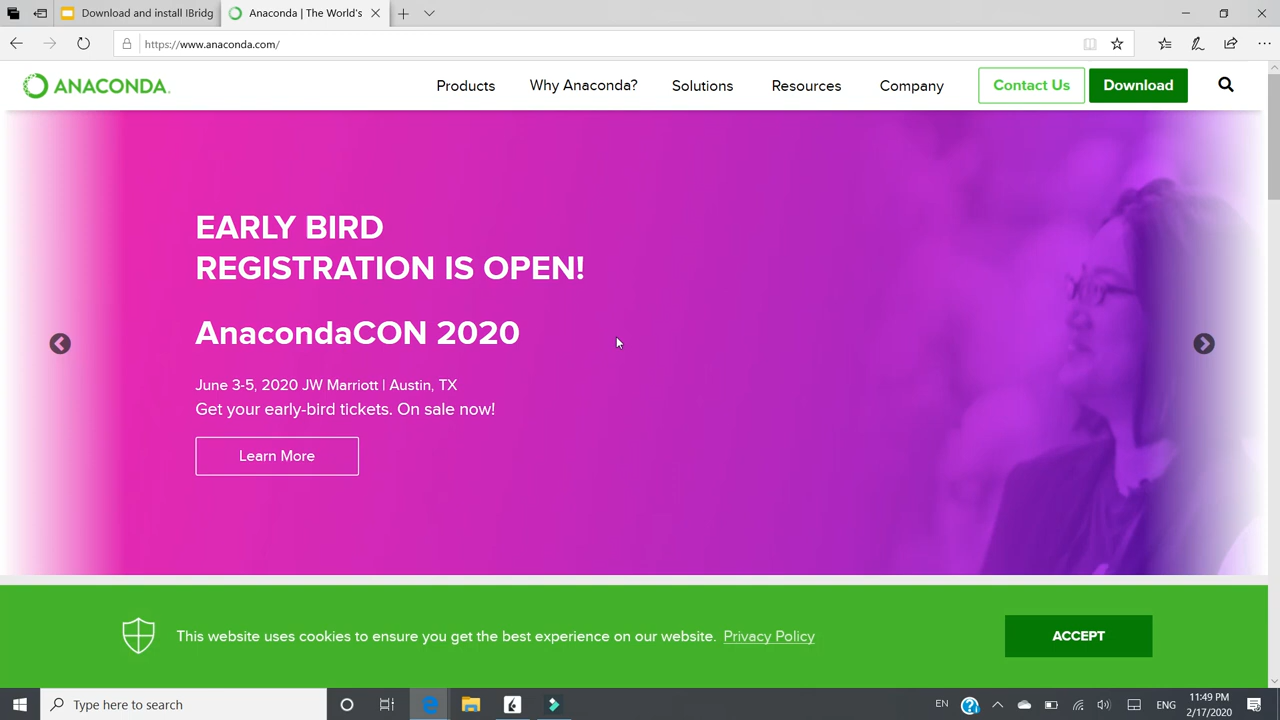 Download and install IBridg
Anaconda | The World's
https://www.anaconda.com/
ANACONDA.
Products
Why Anaconda?
Solutions
Resources
Company
Contact Us
Download
EARLY BIRD
REGISTRATION IS OPEN!
AnacondaCON 2020
June 3-5, 2020 JW Marriott | Austin, TX
Get your early-bird tickets. On sale now!
Learn More
This website uses cookies to ensure you get the best experience on our website. Privacy Policy
ACCEPT
Type here to search
EN
ENG
11:49 PM
2/17/2020